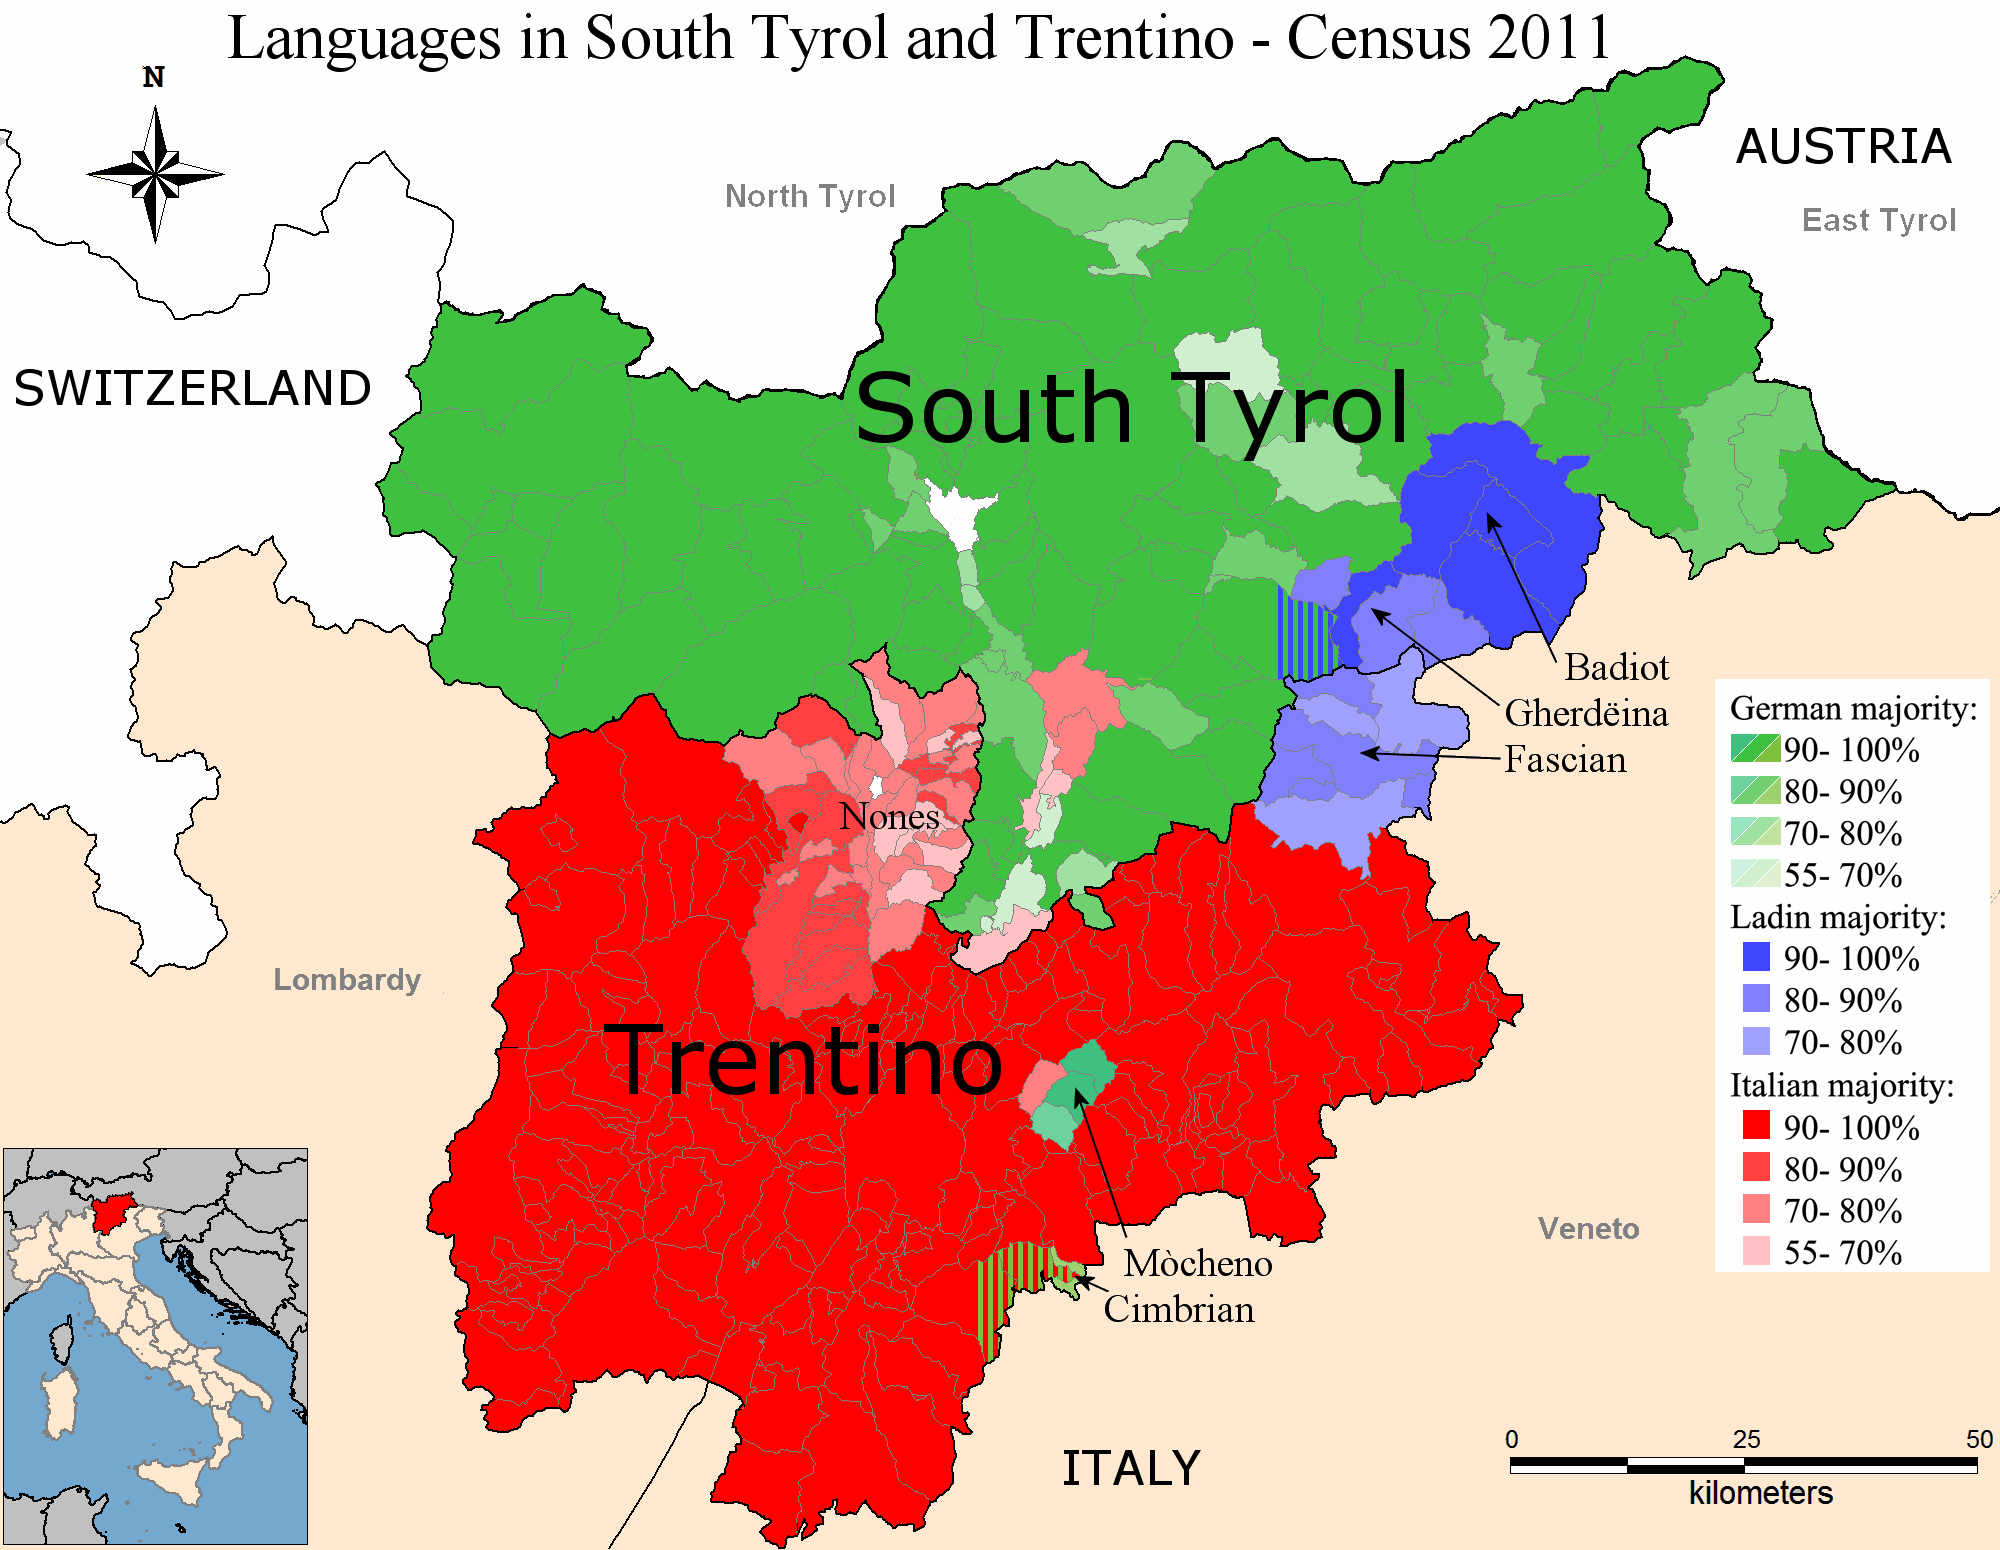 Languages in South Tyrol and Trentino - Census 2011
N
AUSTRIA
North Tyrol
East Tyrol
SWITZERLAND
South Tyrol
Badiot
Gherdëina
Fascian
German majority:
90- 100%
80- 90%
70- 80%
55- 70%
Ladin majority:
90- 100%
80- 90%
70- 80%
Italian majority:
90- 100%
80- 90%
70- 80%
55- 70%
Nones
Lombardy
Trentino
Veneto
Mòcheno
Cimbrian
ITALY
0 25 50
kilometers